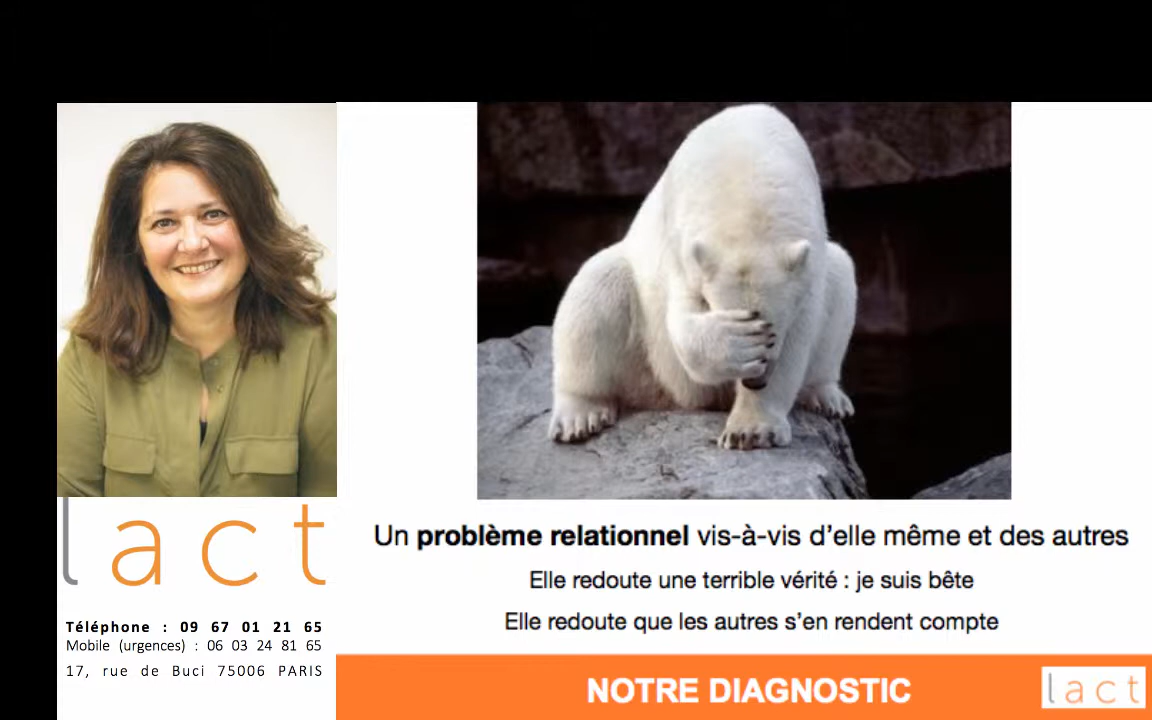 lact
Téléphone : 09 67 01 21 65
Mobile (urgences) : 06 03 24 81 65
17, rue de Buci 75006 PARIS
Un problème relationnel vis-à-vis d'elle même et des autres
Elle redoute une terrible vérité : je suis bête
Elle redoute que les autres s'en rendent compte
NOTRE DIAGNOSTIC
lact